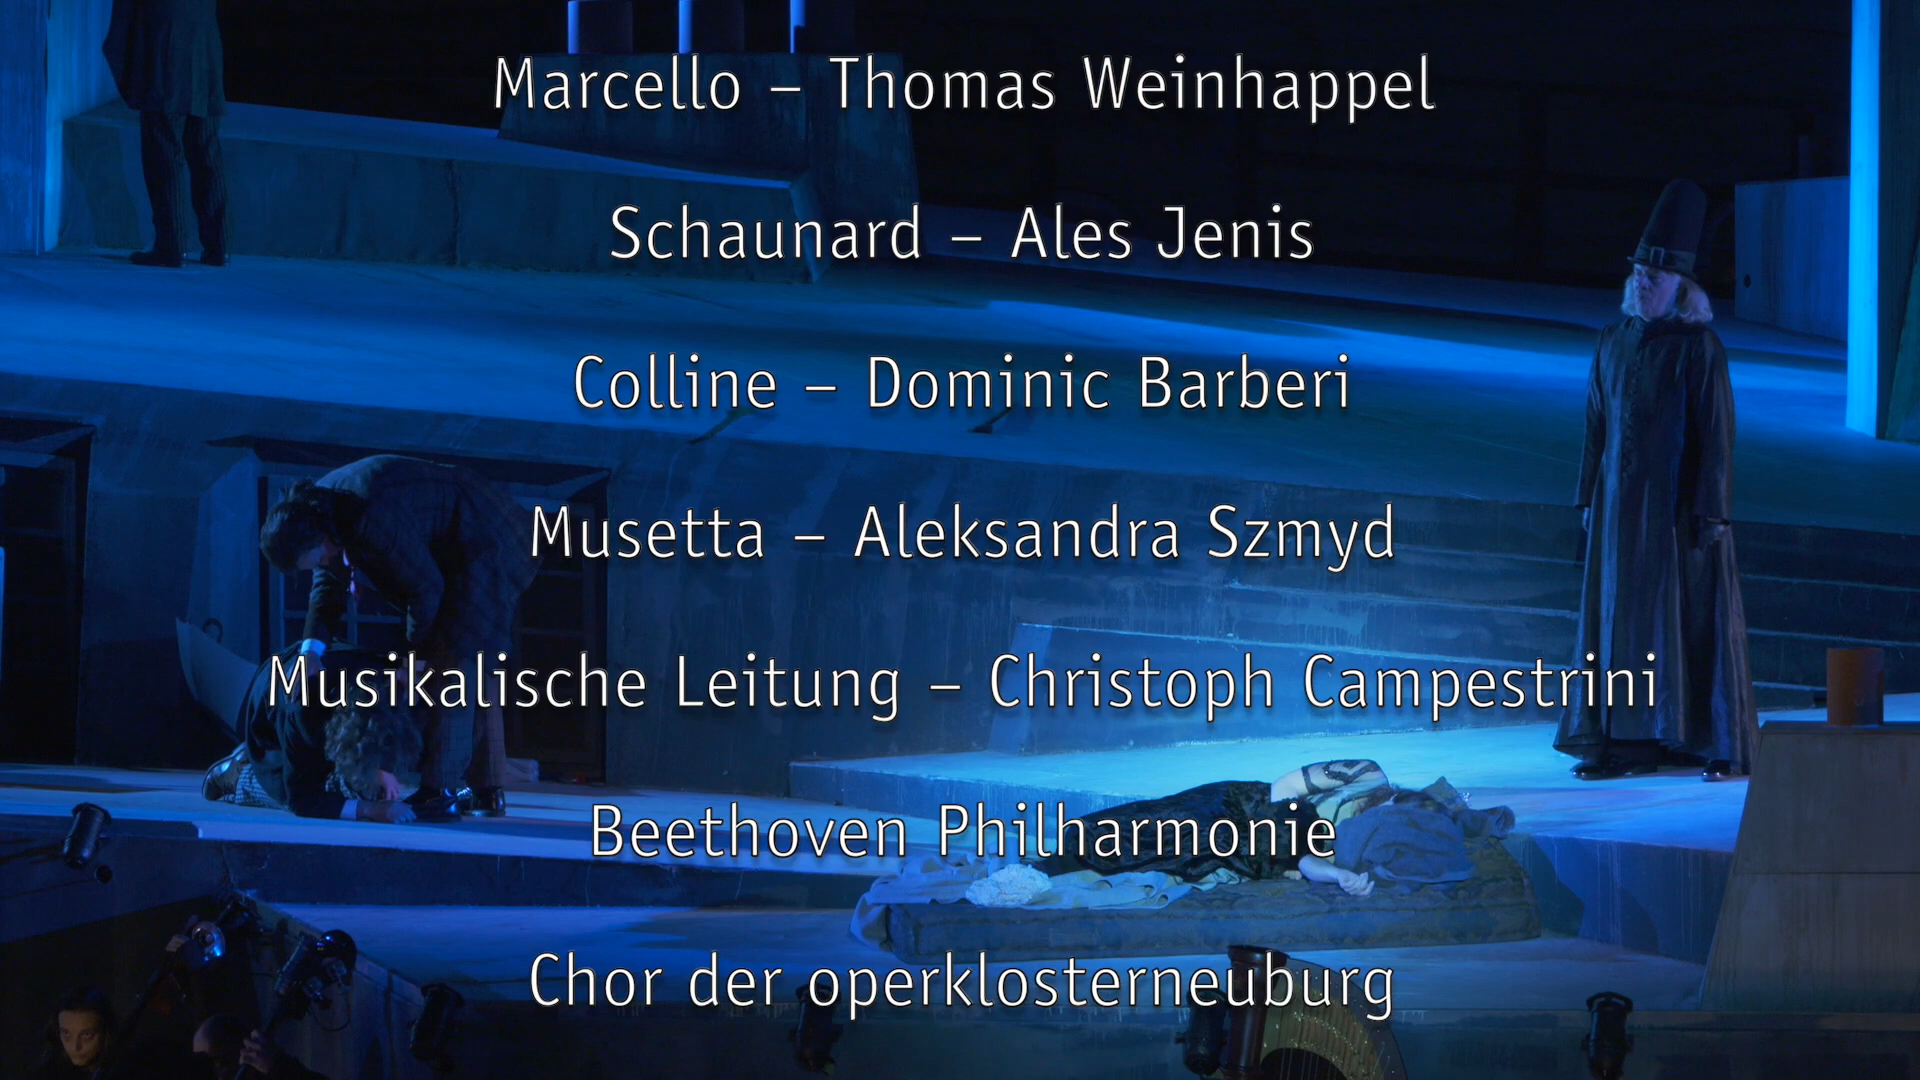 Marcello – Thomas Weinhappel
Schaunard – Ales Jenis
Colline – Dominic Barberi
Musetta – Aleksandra Szmyd
Musikalische Leitung – Christoph Campestrini
Beethoven Philharmonie
Chor der operklosterneuburg